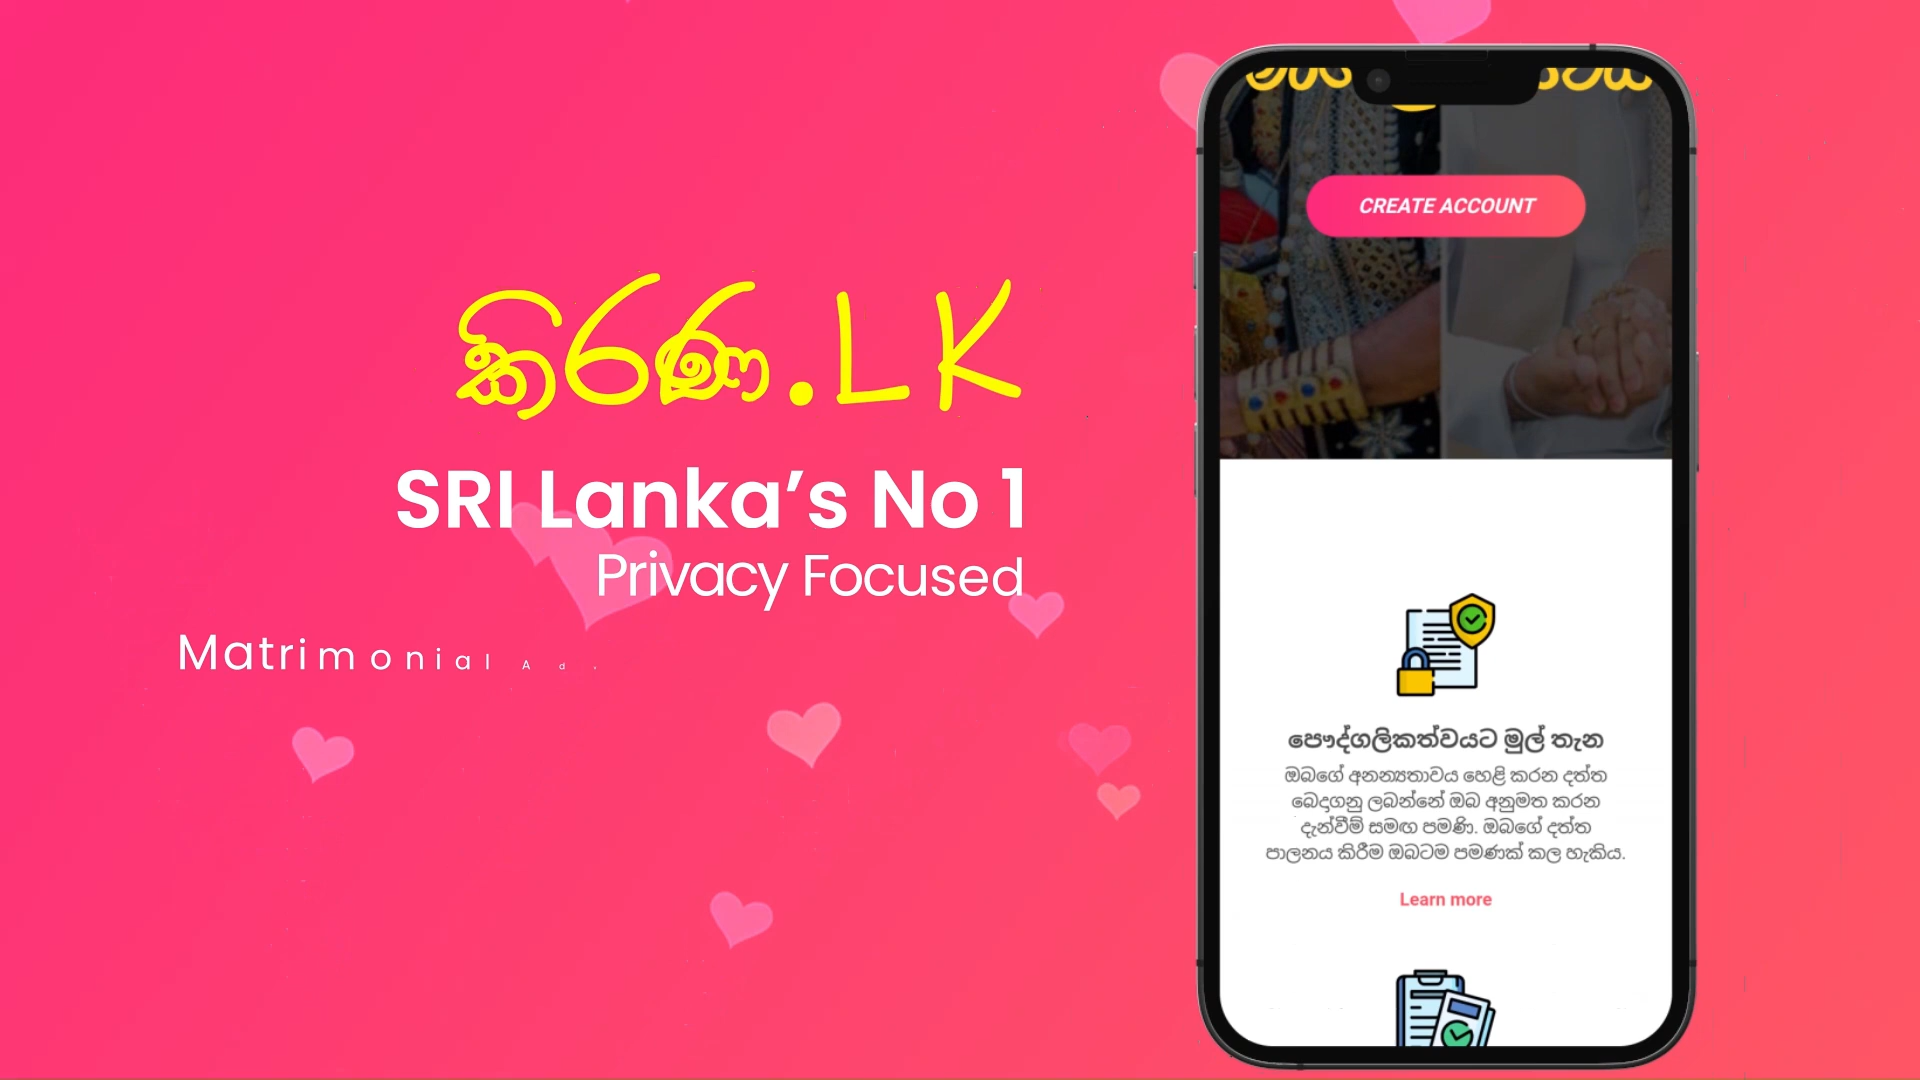 කිරණ.LK
SRI Lanka’s No 1
Privacy Focused
Matrimonial Ad.
CREATE ACCOUNT
පෞද්ගලිකත්වයට මුල් තැන
ඔබගේ අනන්‍යතාවය හෙළි කරන දත්ත
බෙදාගනු ලබන්නේ ඔබ අනුමත කරන
දැන්වීම් සමඟ පමණි. ඔබගේ දත්ත
පාලනය කිරීම ඔබටම පමණක් කල හැකිය.
Learn more